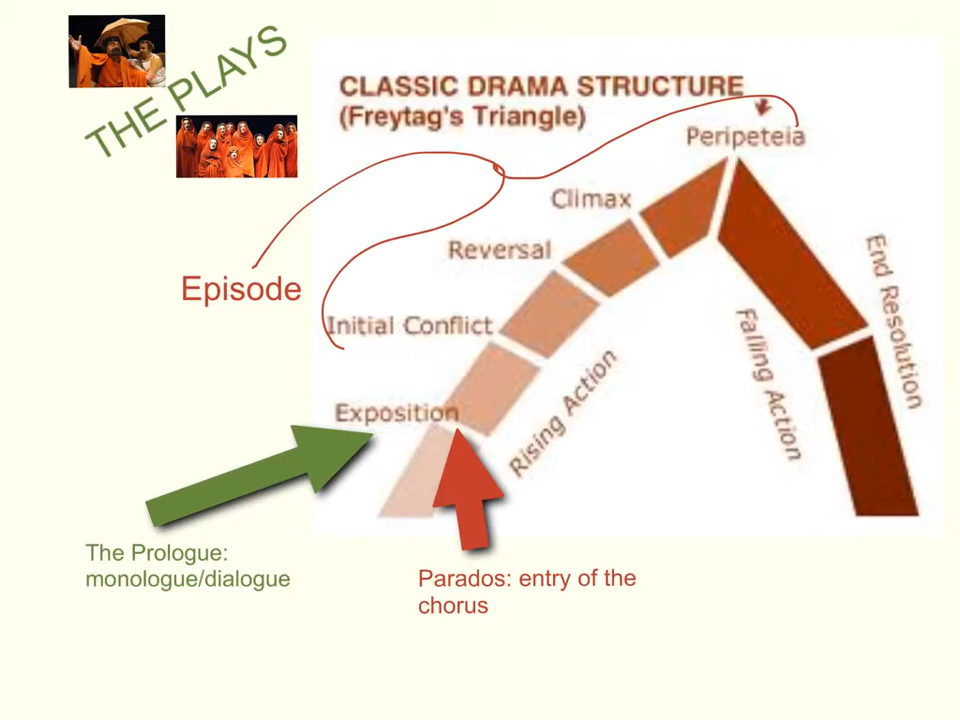 THE PLAYS
CLASSIC DRAMA STRUCTURE
(Freytag's Triangle)
Peripeteia
Climax
Reversal
Episode
Initial Conflict
Exposition
Rising Action
Falling Action
End Resolution
The Prologue:
monologue/dialogue
Parados: entry of the
chorus